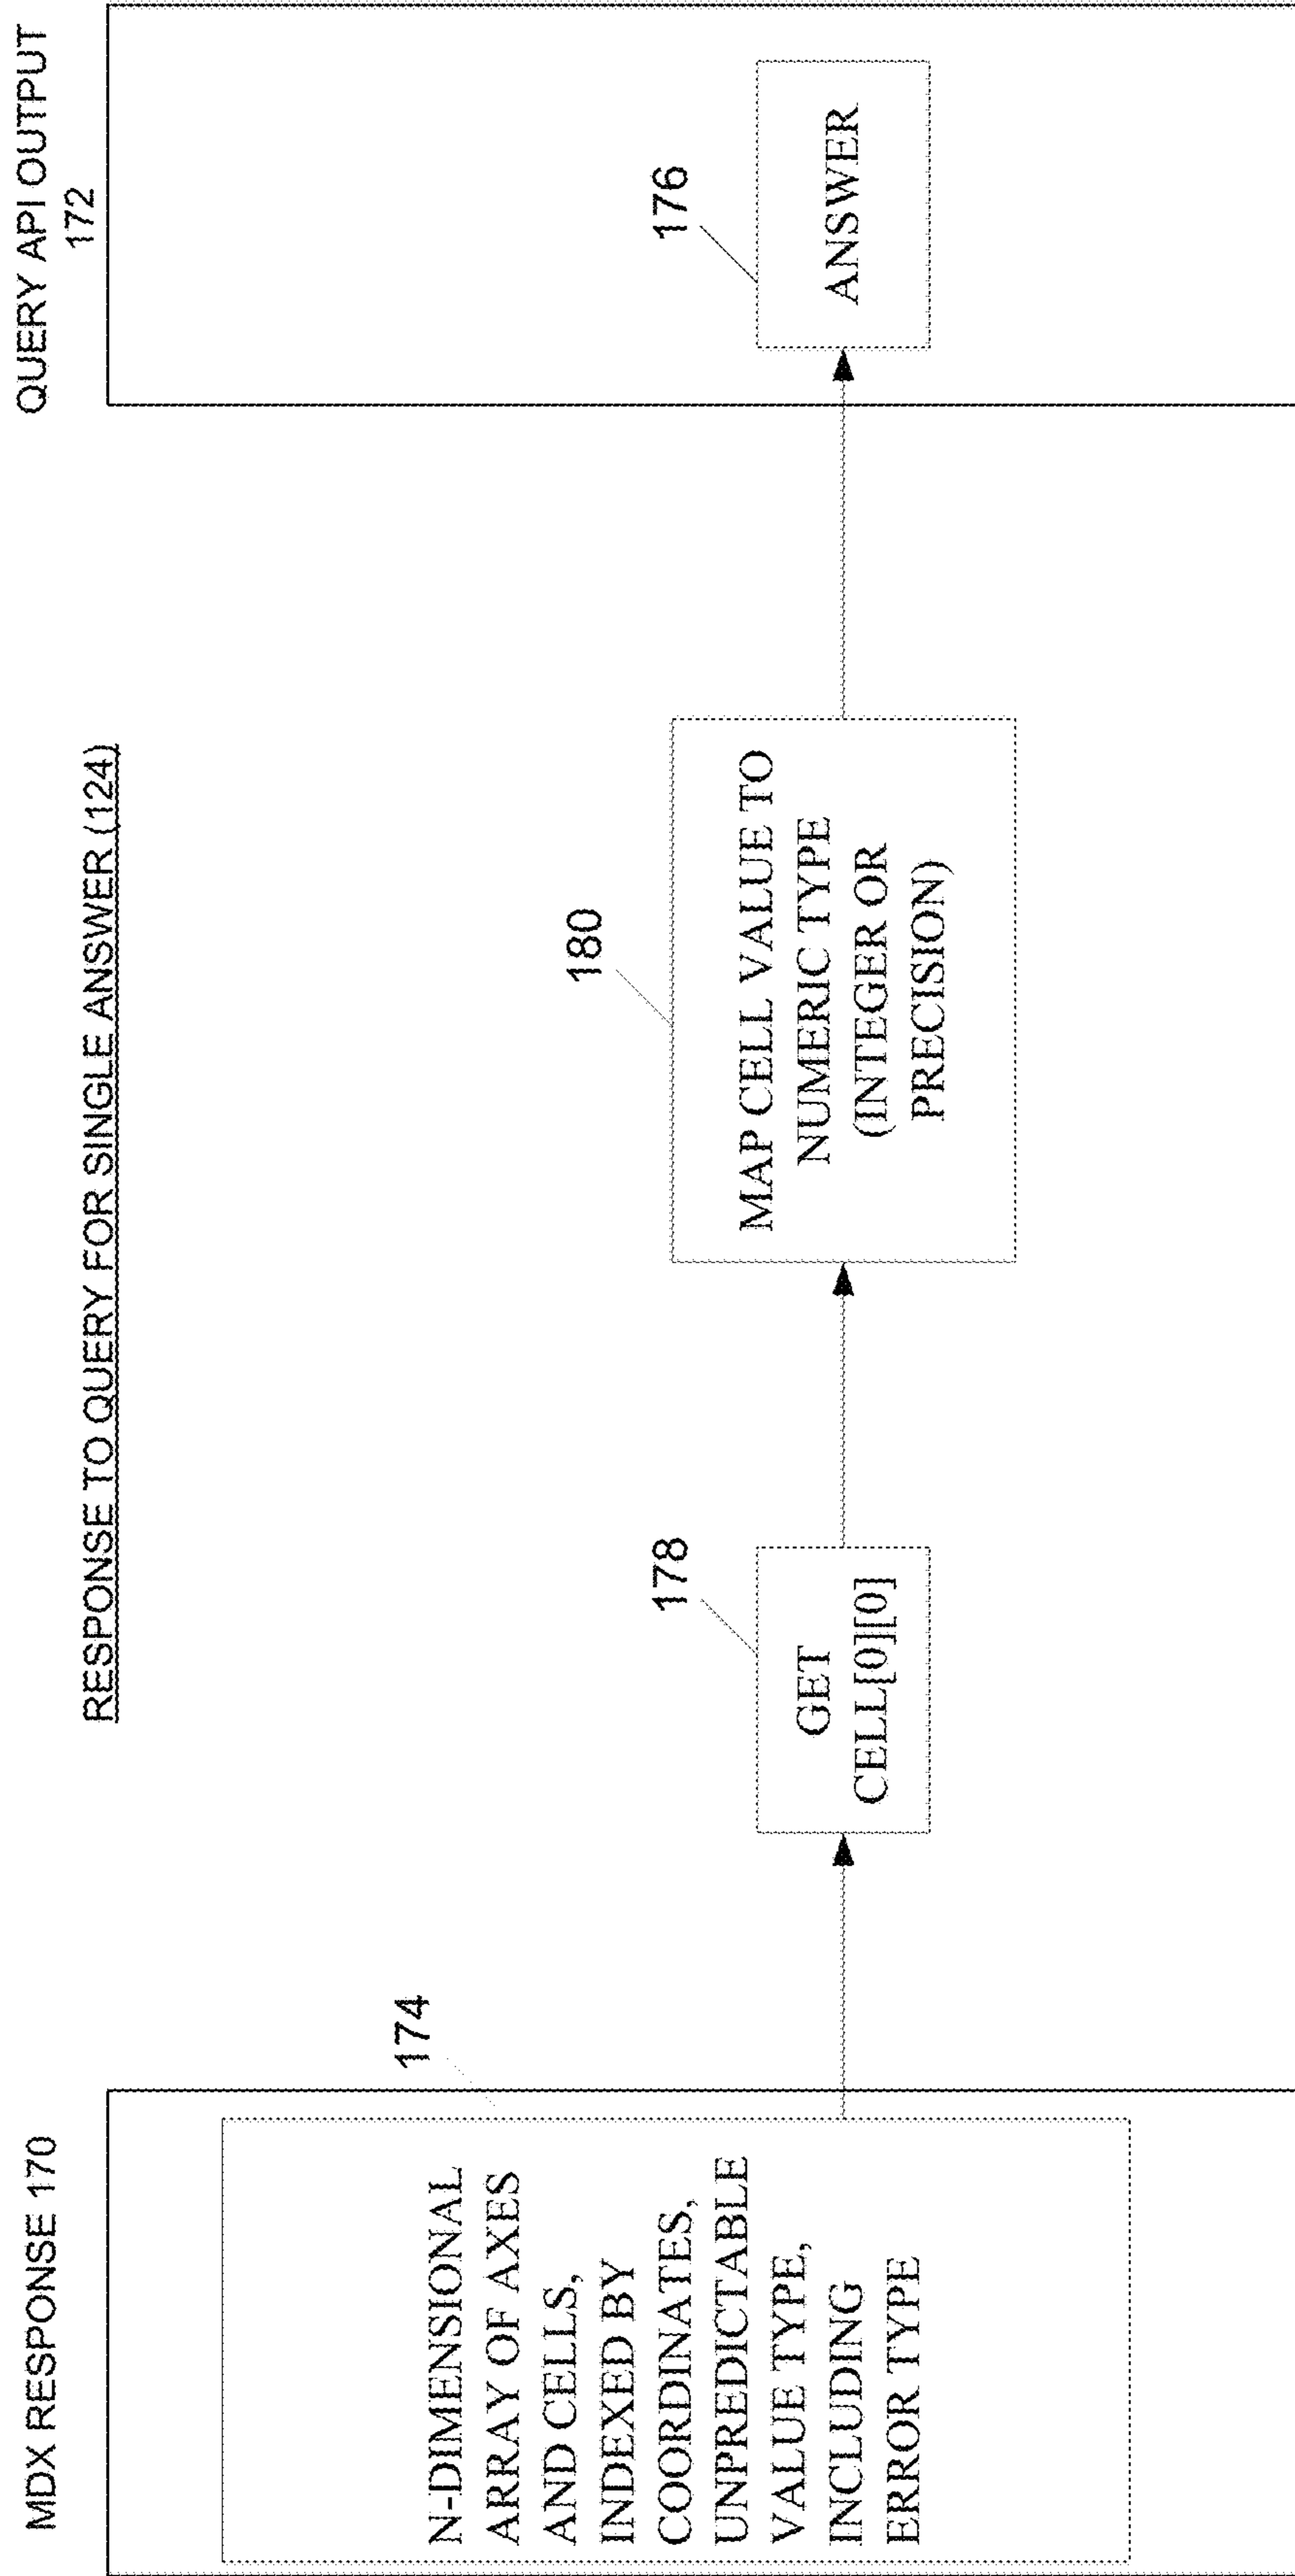 RESPONSE TO QUERY FOR SINGLE ANSWER (124)
MDX RESPONSE 170
174
N-DIMENSIONAL
ARRAY OF AXES
AND CELLS,
INDEXED BY
COORDINATES,
UNPREDICTABLE
VALUE TYPE,
INCLUDING
ERROR TYPE
178
GET
CELL[0][0]
180
MAP CELL VALUE TO
NUMERIC TYPE
(INTEGER OR
PRECISION)
QUERY API OUTPUT
172
176
ANSWER